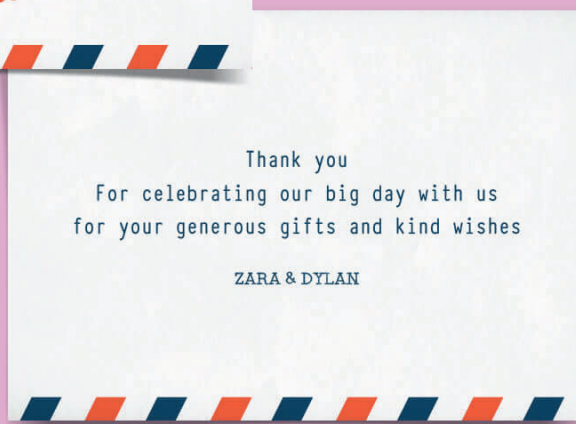 Thank you
For celebrating our big day with us
for your generous gifts and kind wishes
ZARA & DYLAN